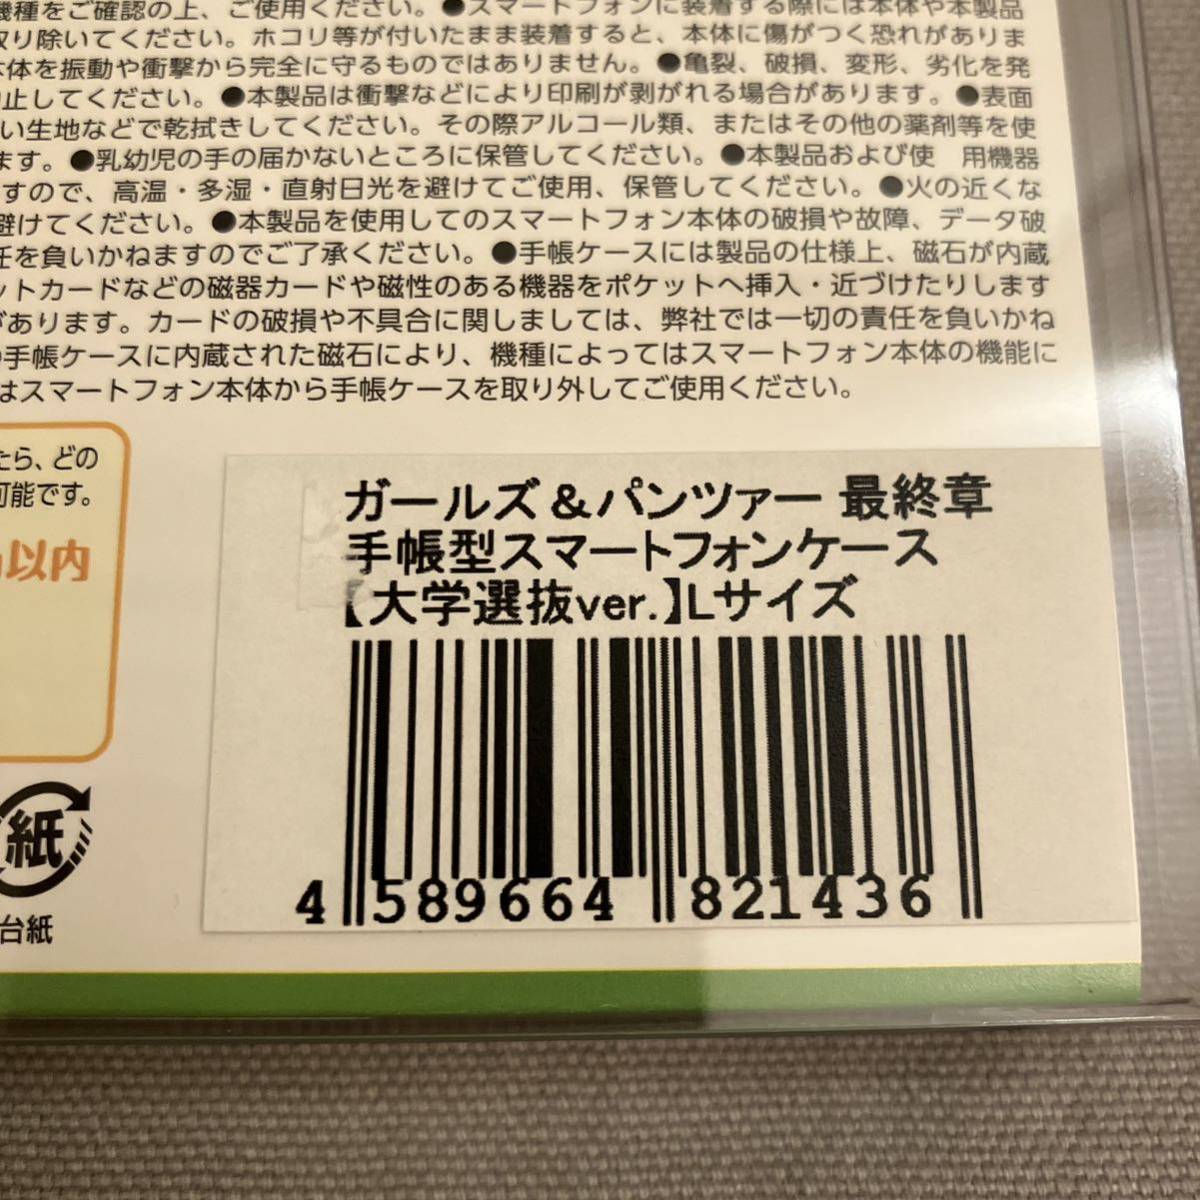 機種をご確認の上、ご使用ください。●スマートフォンに装着する際には本体や本製品
取り除いてください。ホコリ等が付いたまま装着すると、本体に傷がつく恐れがありま
本体を振動や衝撃から完全に守るものではありません。●亀裂、破損、変形、劣化を発
止してください。●本製品は衝撃などにより印刷が剥がれる場合があります。●表面
い生地などで乾拭きしてください。その際アルコール類、またはその他の薬剤等を使
ます。●乳幼児の手の届かないところに保管してください。●本製品および使 用機器
すので、高温・多湿・直射日光を避けてご使用、保管してください。●火の近くな
避けてください。●本製品を使用してのスマートフォン本体の破損や故障、データ破
任を負いかねますのでご了承ください。●手帳ケースには製品の仕様上、磁石が内蔵
ットカードなどの磁器カードや磁性のある機器をポケットへ挿入・近づけたりします
があります。カードの破損や不具合に関しましては、弊社では一切の責任を負いかね
手帳ケースに内蔵された磁石により、機種によってはスマートフォン本体の機能に
はスマートフォン本体から手帳ケースを取り外してご使用ください。
たら、どの
可能です。
以内
ガールズ&パンツァー 最終章
手帳型スマートフォンケース
【大学選抜ver.】Lサイズ
4 589664 821436
紙
台紙